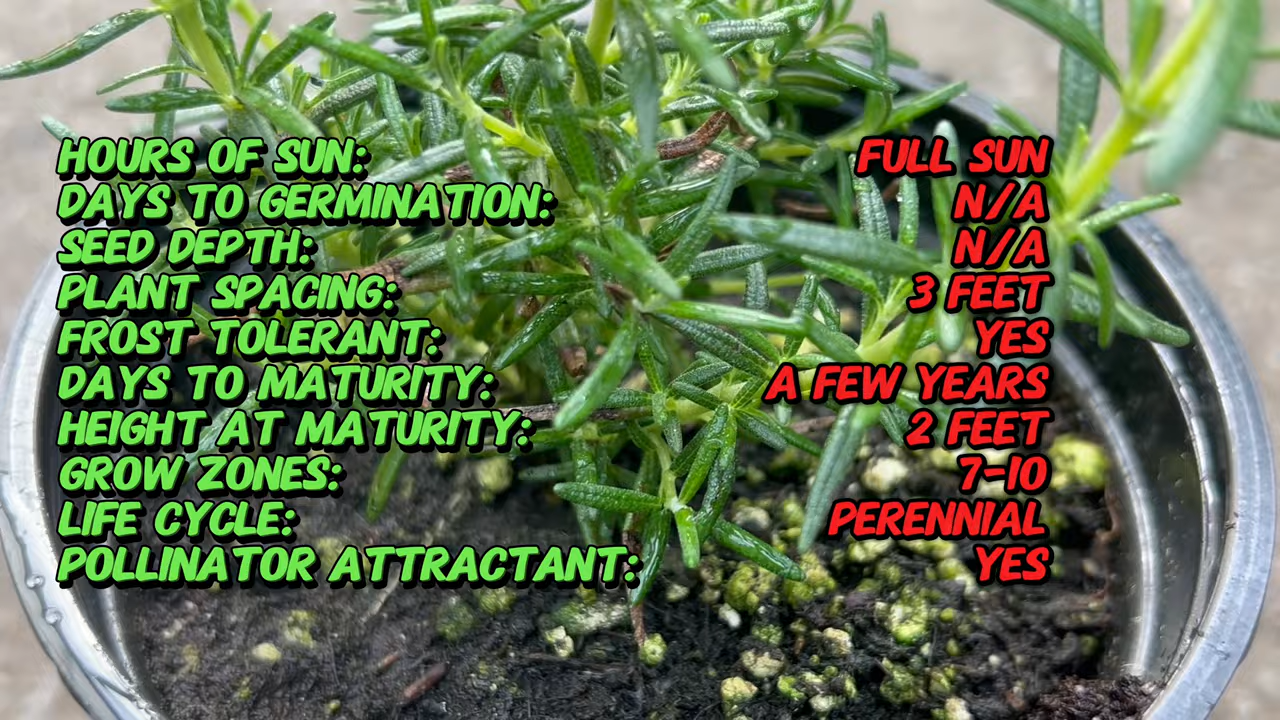 HOURS OF SUN: FULL SUN
DAYS TO GERMINATION: N/A
SEED DEPTH: N/A
PLANT SPACING: 3 FEET
FROST TOLERANT: YES
DAYS TO MATURITY: A FEW YEARS
HEIGHT AT MATURITY: 2 FEET
GROW ZONES: 7-10
LIFE CYCLE: PERENNIAL
POLLINATOR ATTRACTANT: YES